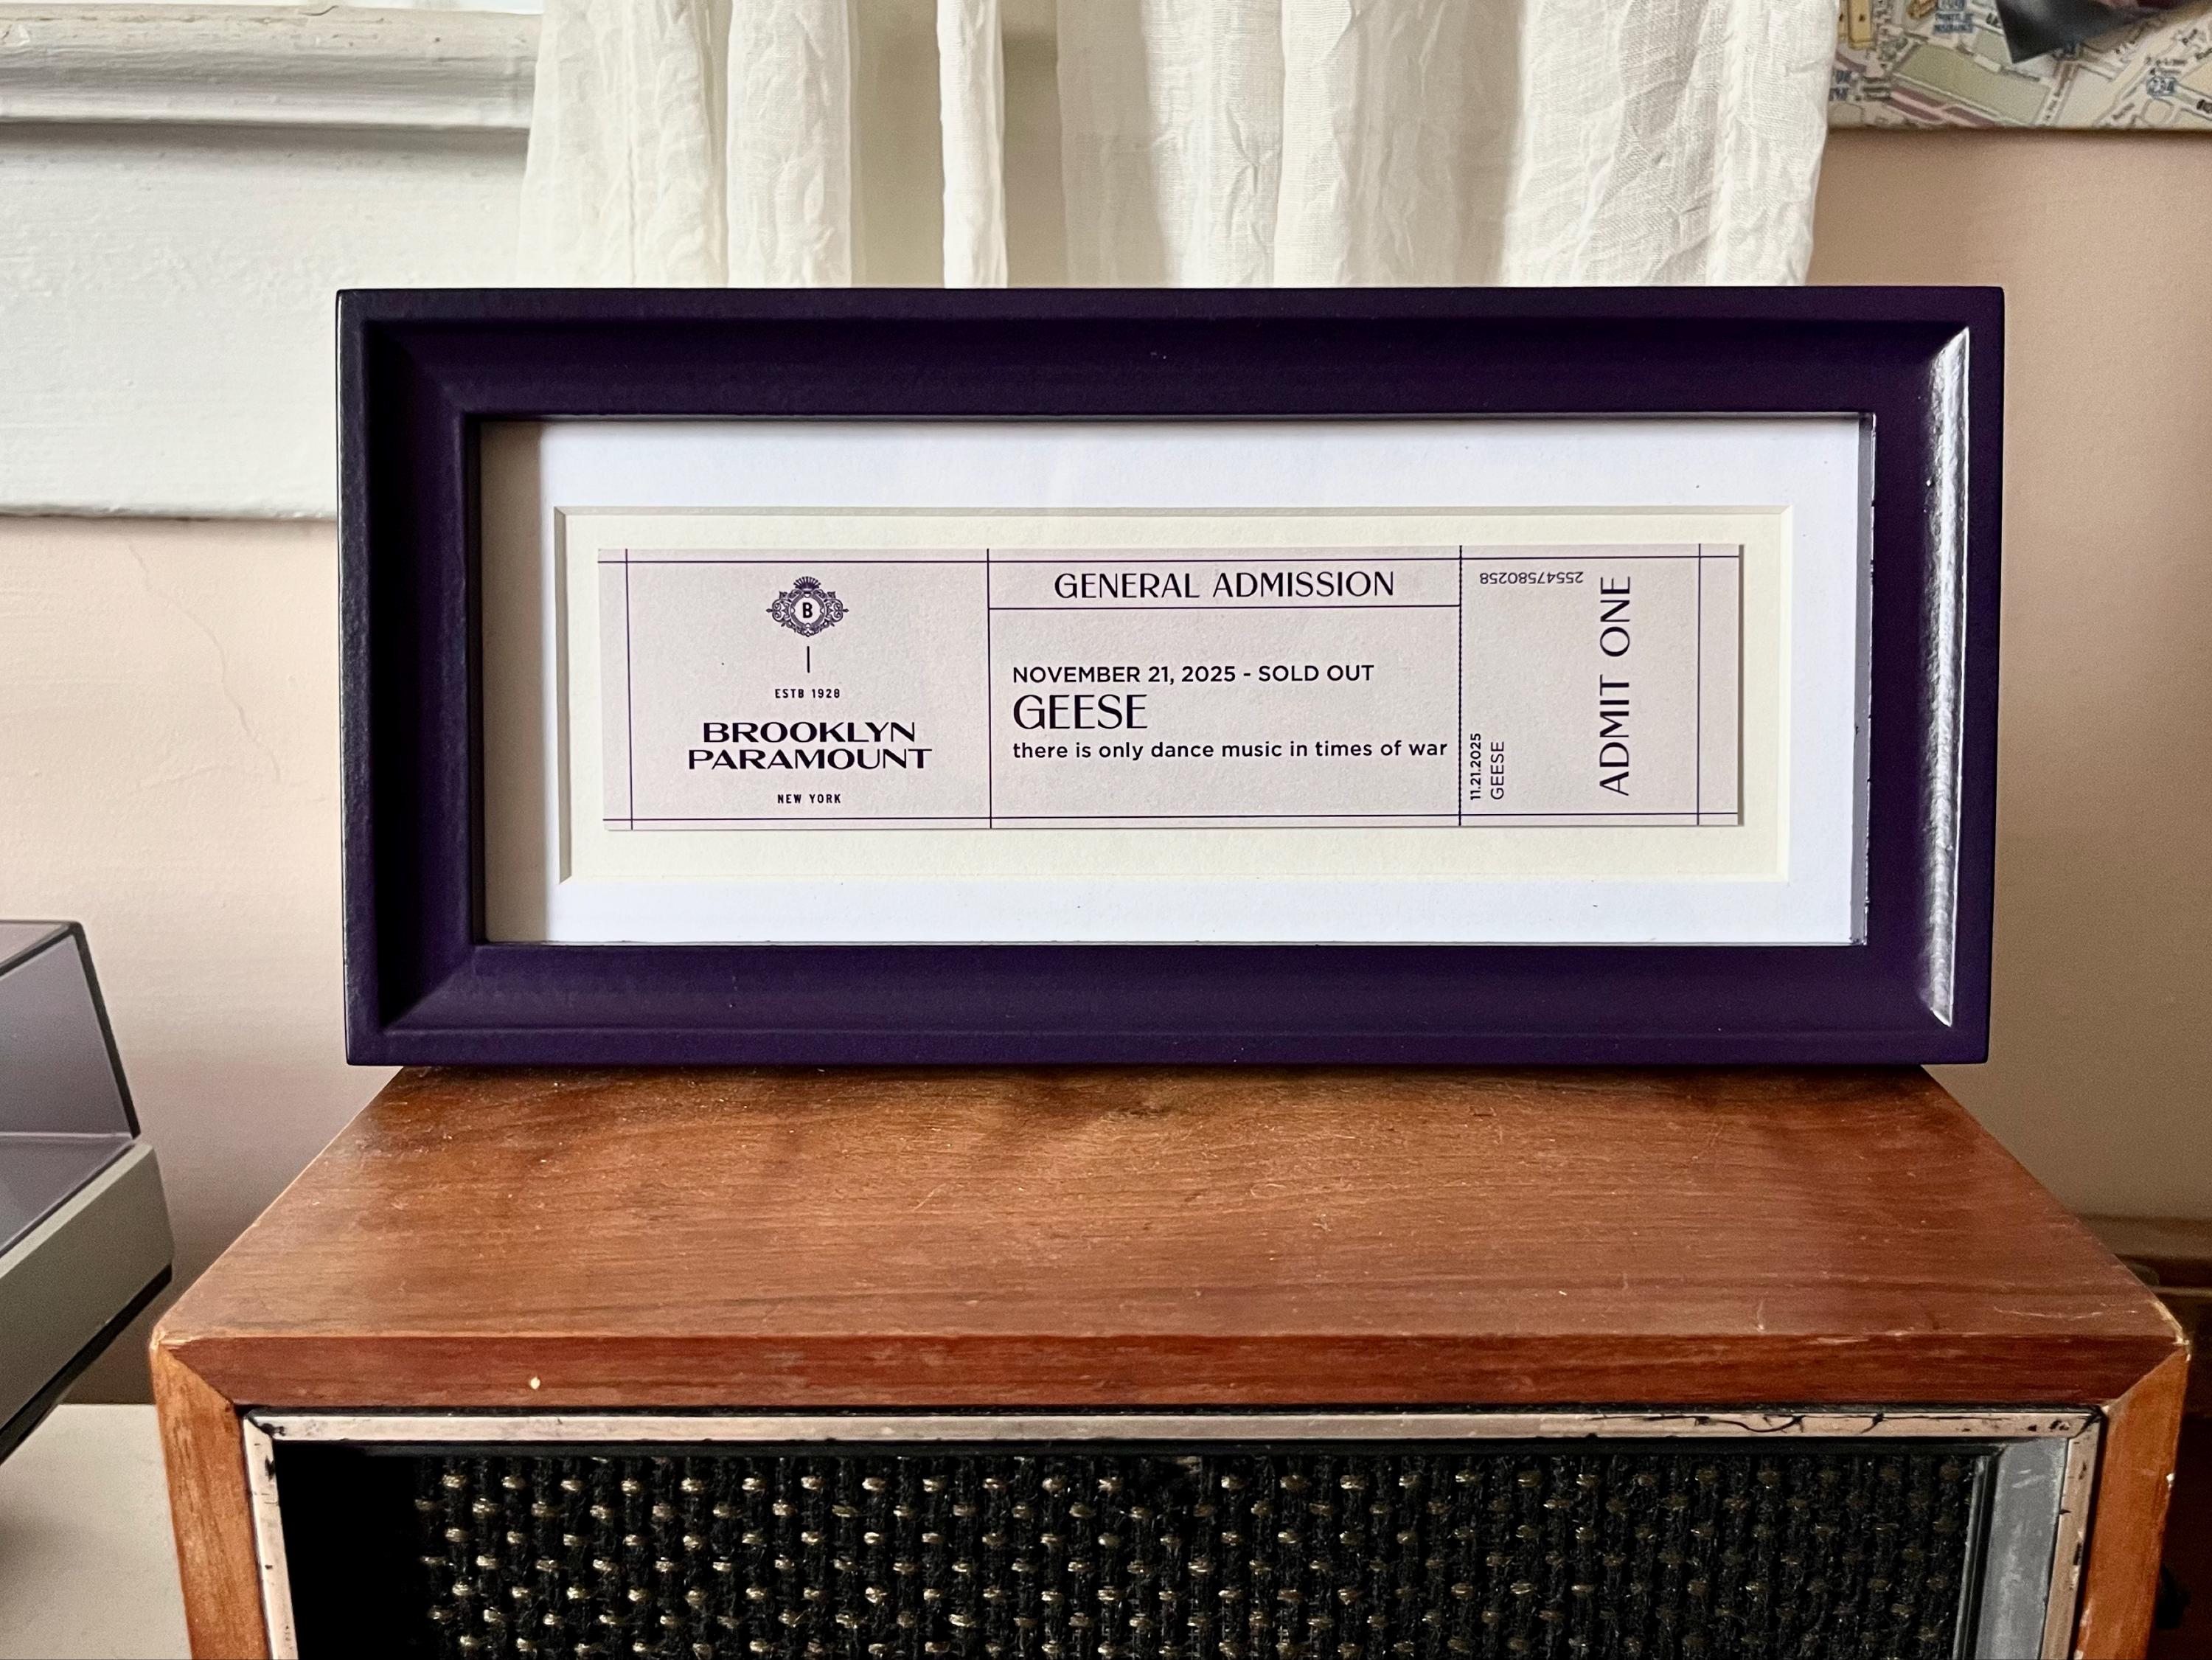 B
ESTB 1928
BROOKLYN
PARAMOUNT
NEW YORK
GENERAL ADMISSION
NOVEMBER 21, 2025 - SOLD OUT
GEESE
there is only dance music in times of war
11.21.2025
GEESE
25547580258
ADMIT ONE